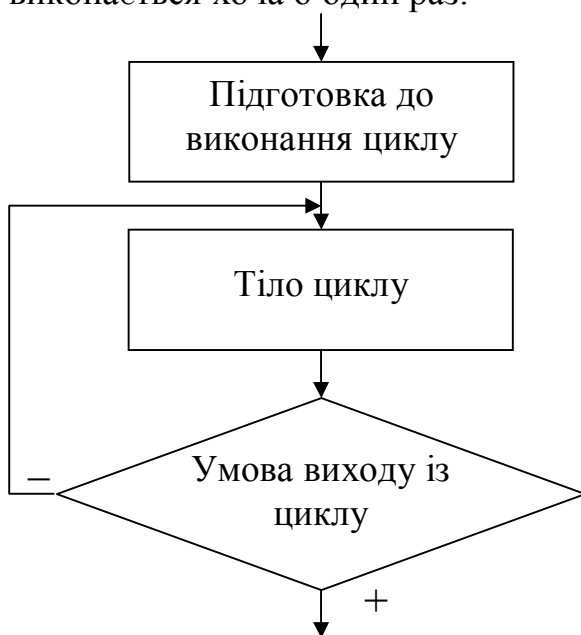 виконається хоча б один раз.
Підготовка до
виконання циклу
Тіло циклу
Умова виходу із
циклу
–
+